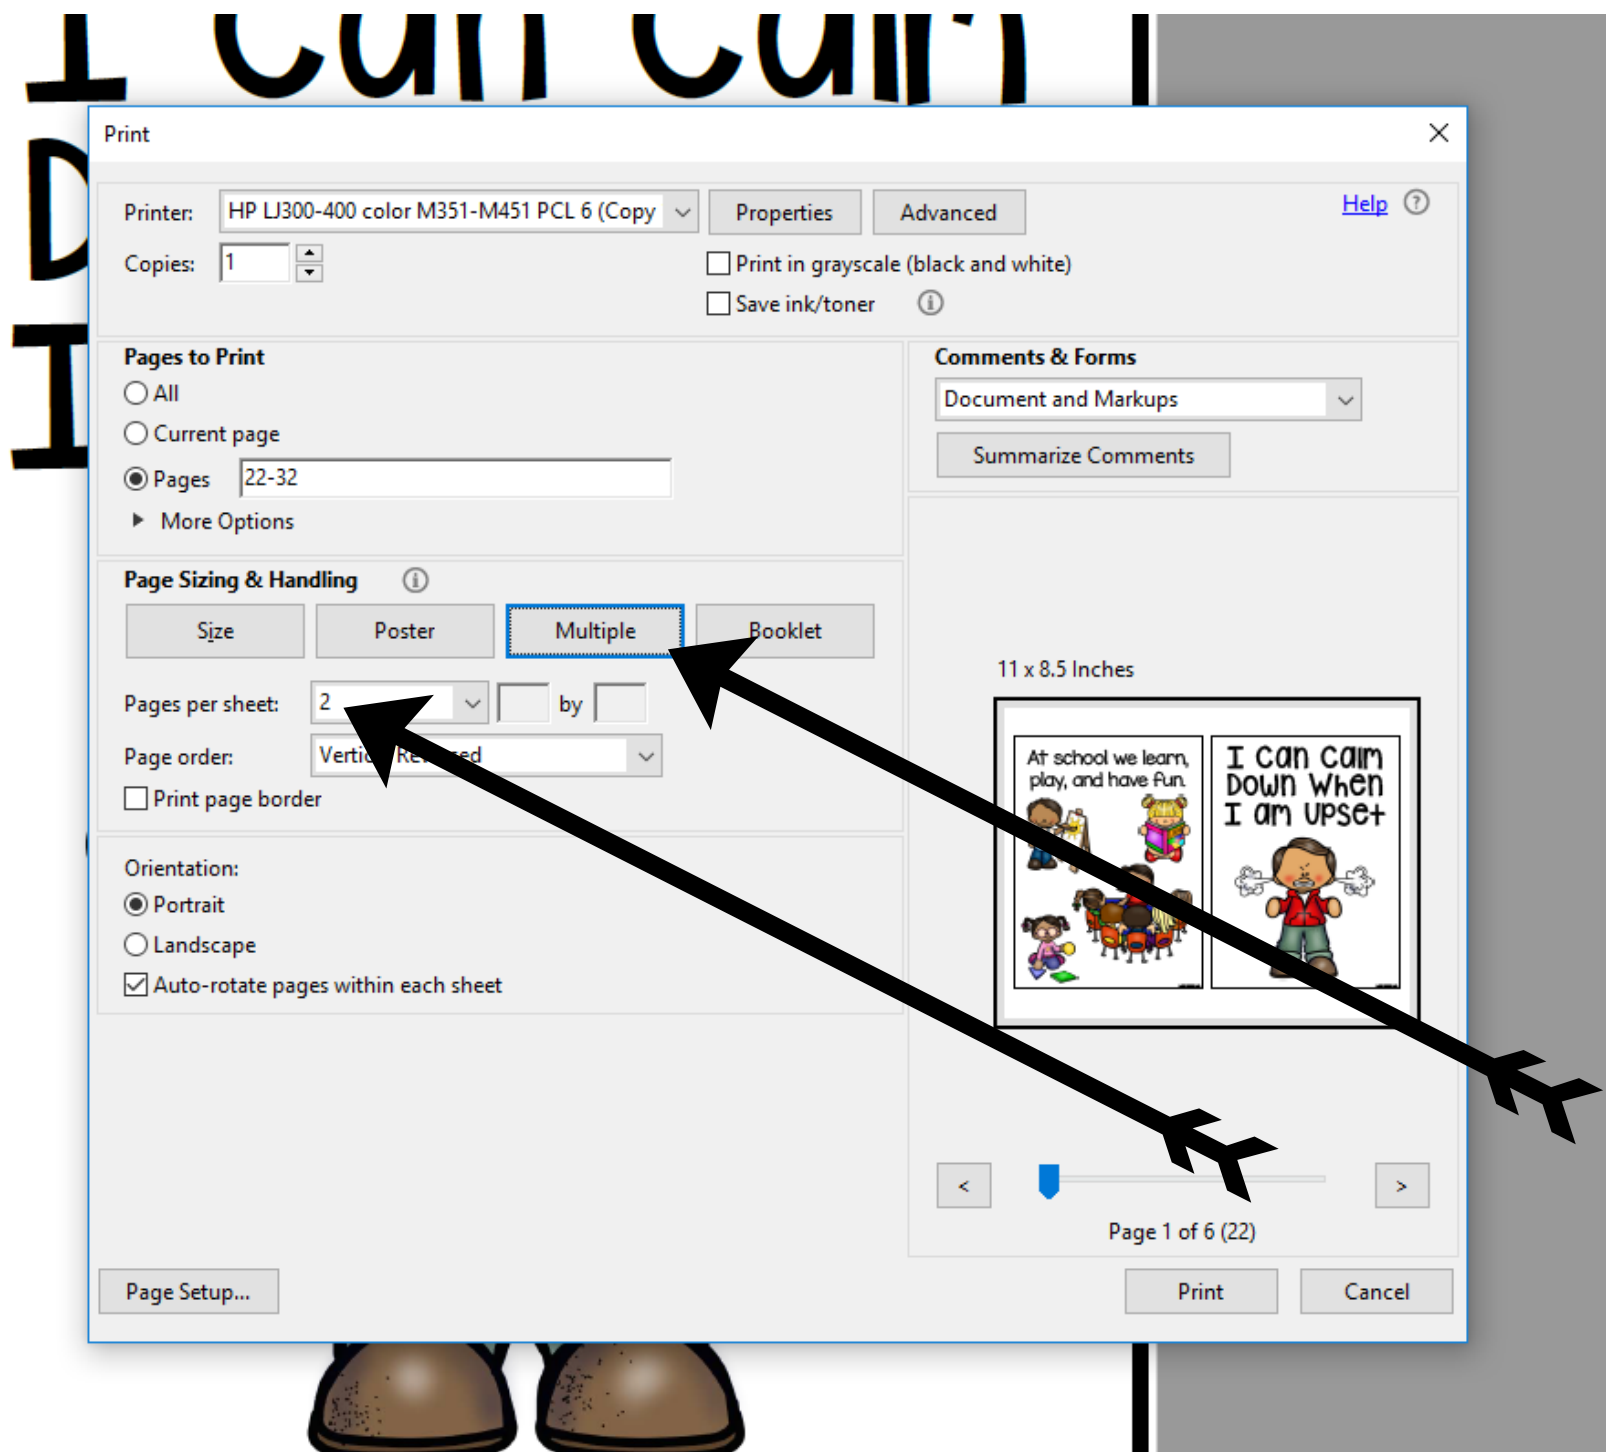 I can calm
D
I
Print
Printer: HP LJ300-400 color M351-M451 PCL 6 (Copy Properties Advanced Help
Copies: 1 Print in grayscale (black and white)
Save ink/toner
Pages to Print
All
Current page
Pages 22-32
More Options
Comments & Forms
Document and Markups
Summarize Comments
Page Sizing & Handling
Size Poster Multiple Booklet
Pages per sheet: 2 by
Page order:
Print page border
Orientation:
Portrait
Landscape
Auto-rotate pages within each sheet
11 x 8.5 Inches
At school we learn,
play, and have fun.
I can calm
Down When
I am upset
< >
Page 1 of 6 (22)
Page Setup... Print Cancel